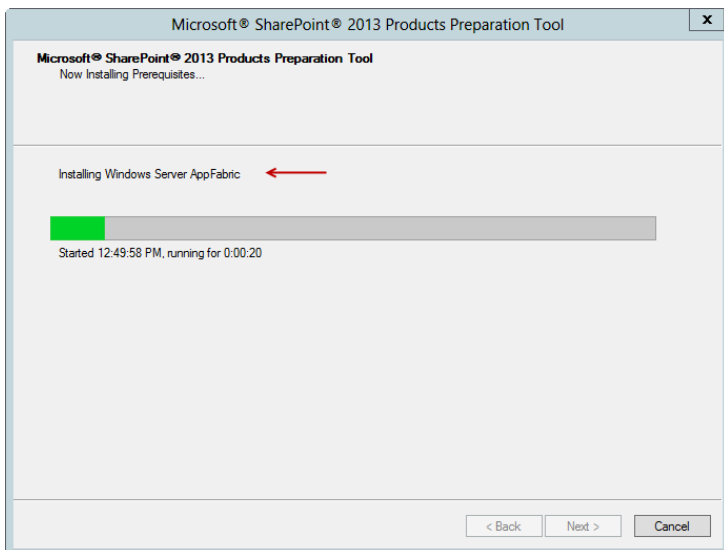 Microsoft® SharePoint® 2013 Products Preparation Tool
x
Microsoft® SharePoint® 2013 Products Preparation Tool
Now Installing Prerequisites...
Installing Windows Server AppFabric
Started 12:49:58 PM, running for 0:00:20
< Back
Next >
Cancel